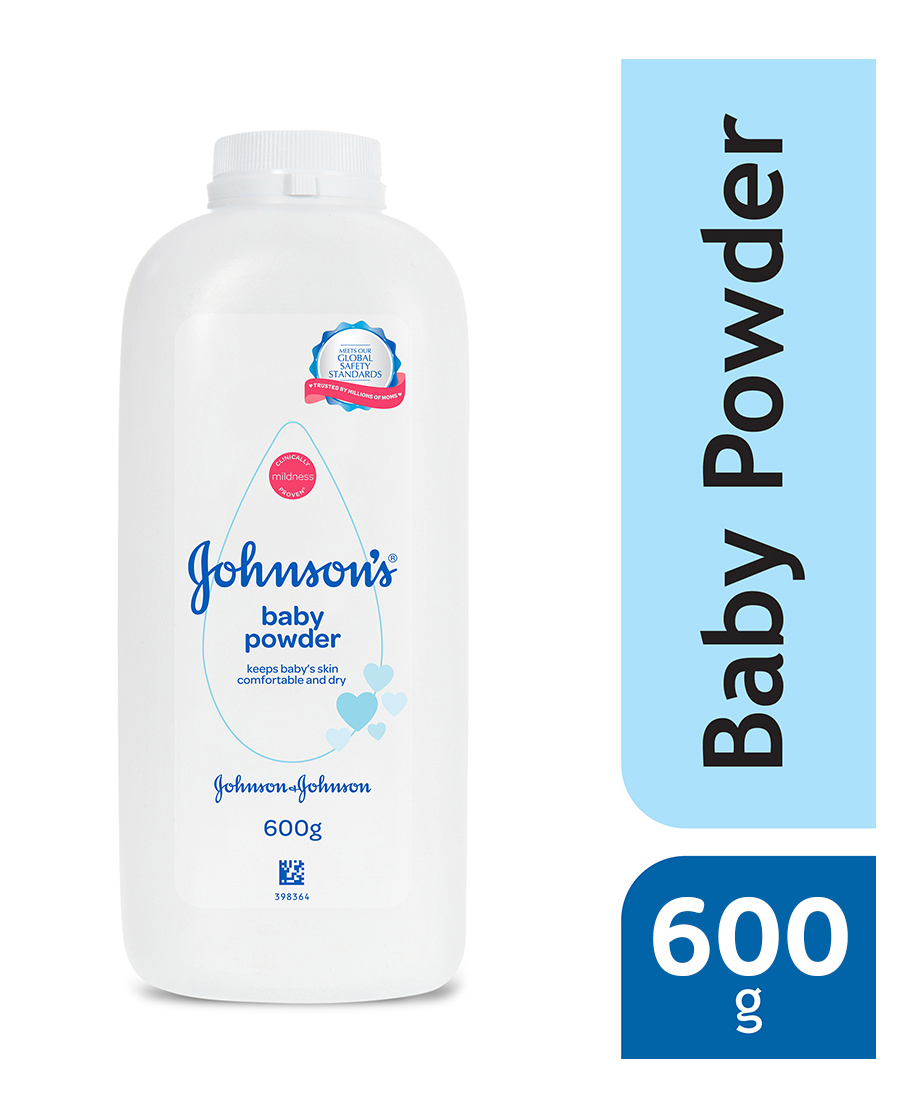 MEETS OUR
GLOBAL
SAFETY
STANDARDS
TRUSTED BY MILLIONS OF MOMS
CLINICALLY
mildness
PROVEN*
Johnson's®
baby
powder
keeps baby's skin
comfortable and dry
Johnson & Johnson
600g
398364
Baby Powder
600
g